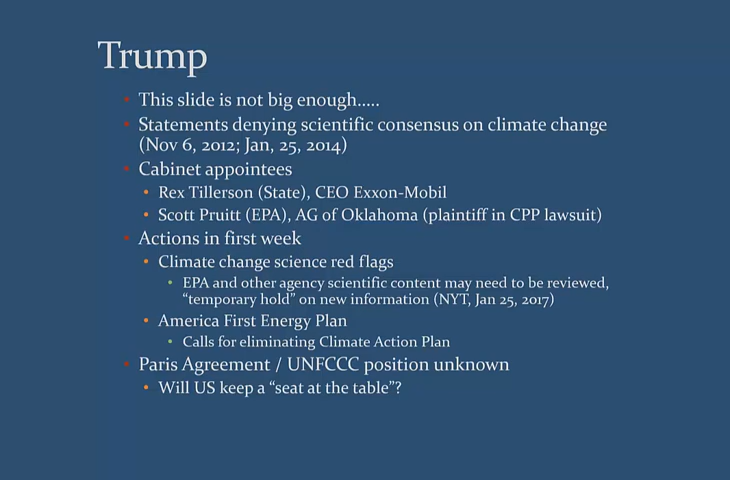 Trump
This slide is not big enough.....
Statements denying scientific consensus on climate change
(Nov 6, 2012; Jan, 25, 2014)
Cabinet appointees
Rex Tillerson (State), CEO Exxon-Mobil
Scott Pruitt (EPA), AG of Oklahoma (plaintiff in CPP lawsuit)
Actions in first week
Climate change science red flags
EPA and other agency scientific content may need to be reviewed,
“temporary hold” on new information (NYT, Jan 25, 2017)
America First Energy Plan
Calls for eliminating Climate Action Plan
Paris Agreement / UNFCCC position unknown
Will US keep a “seat at the table”?